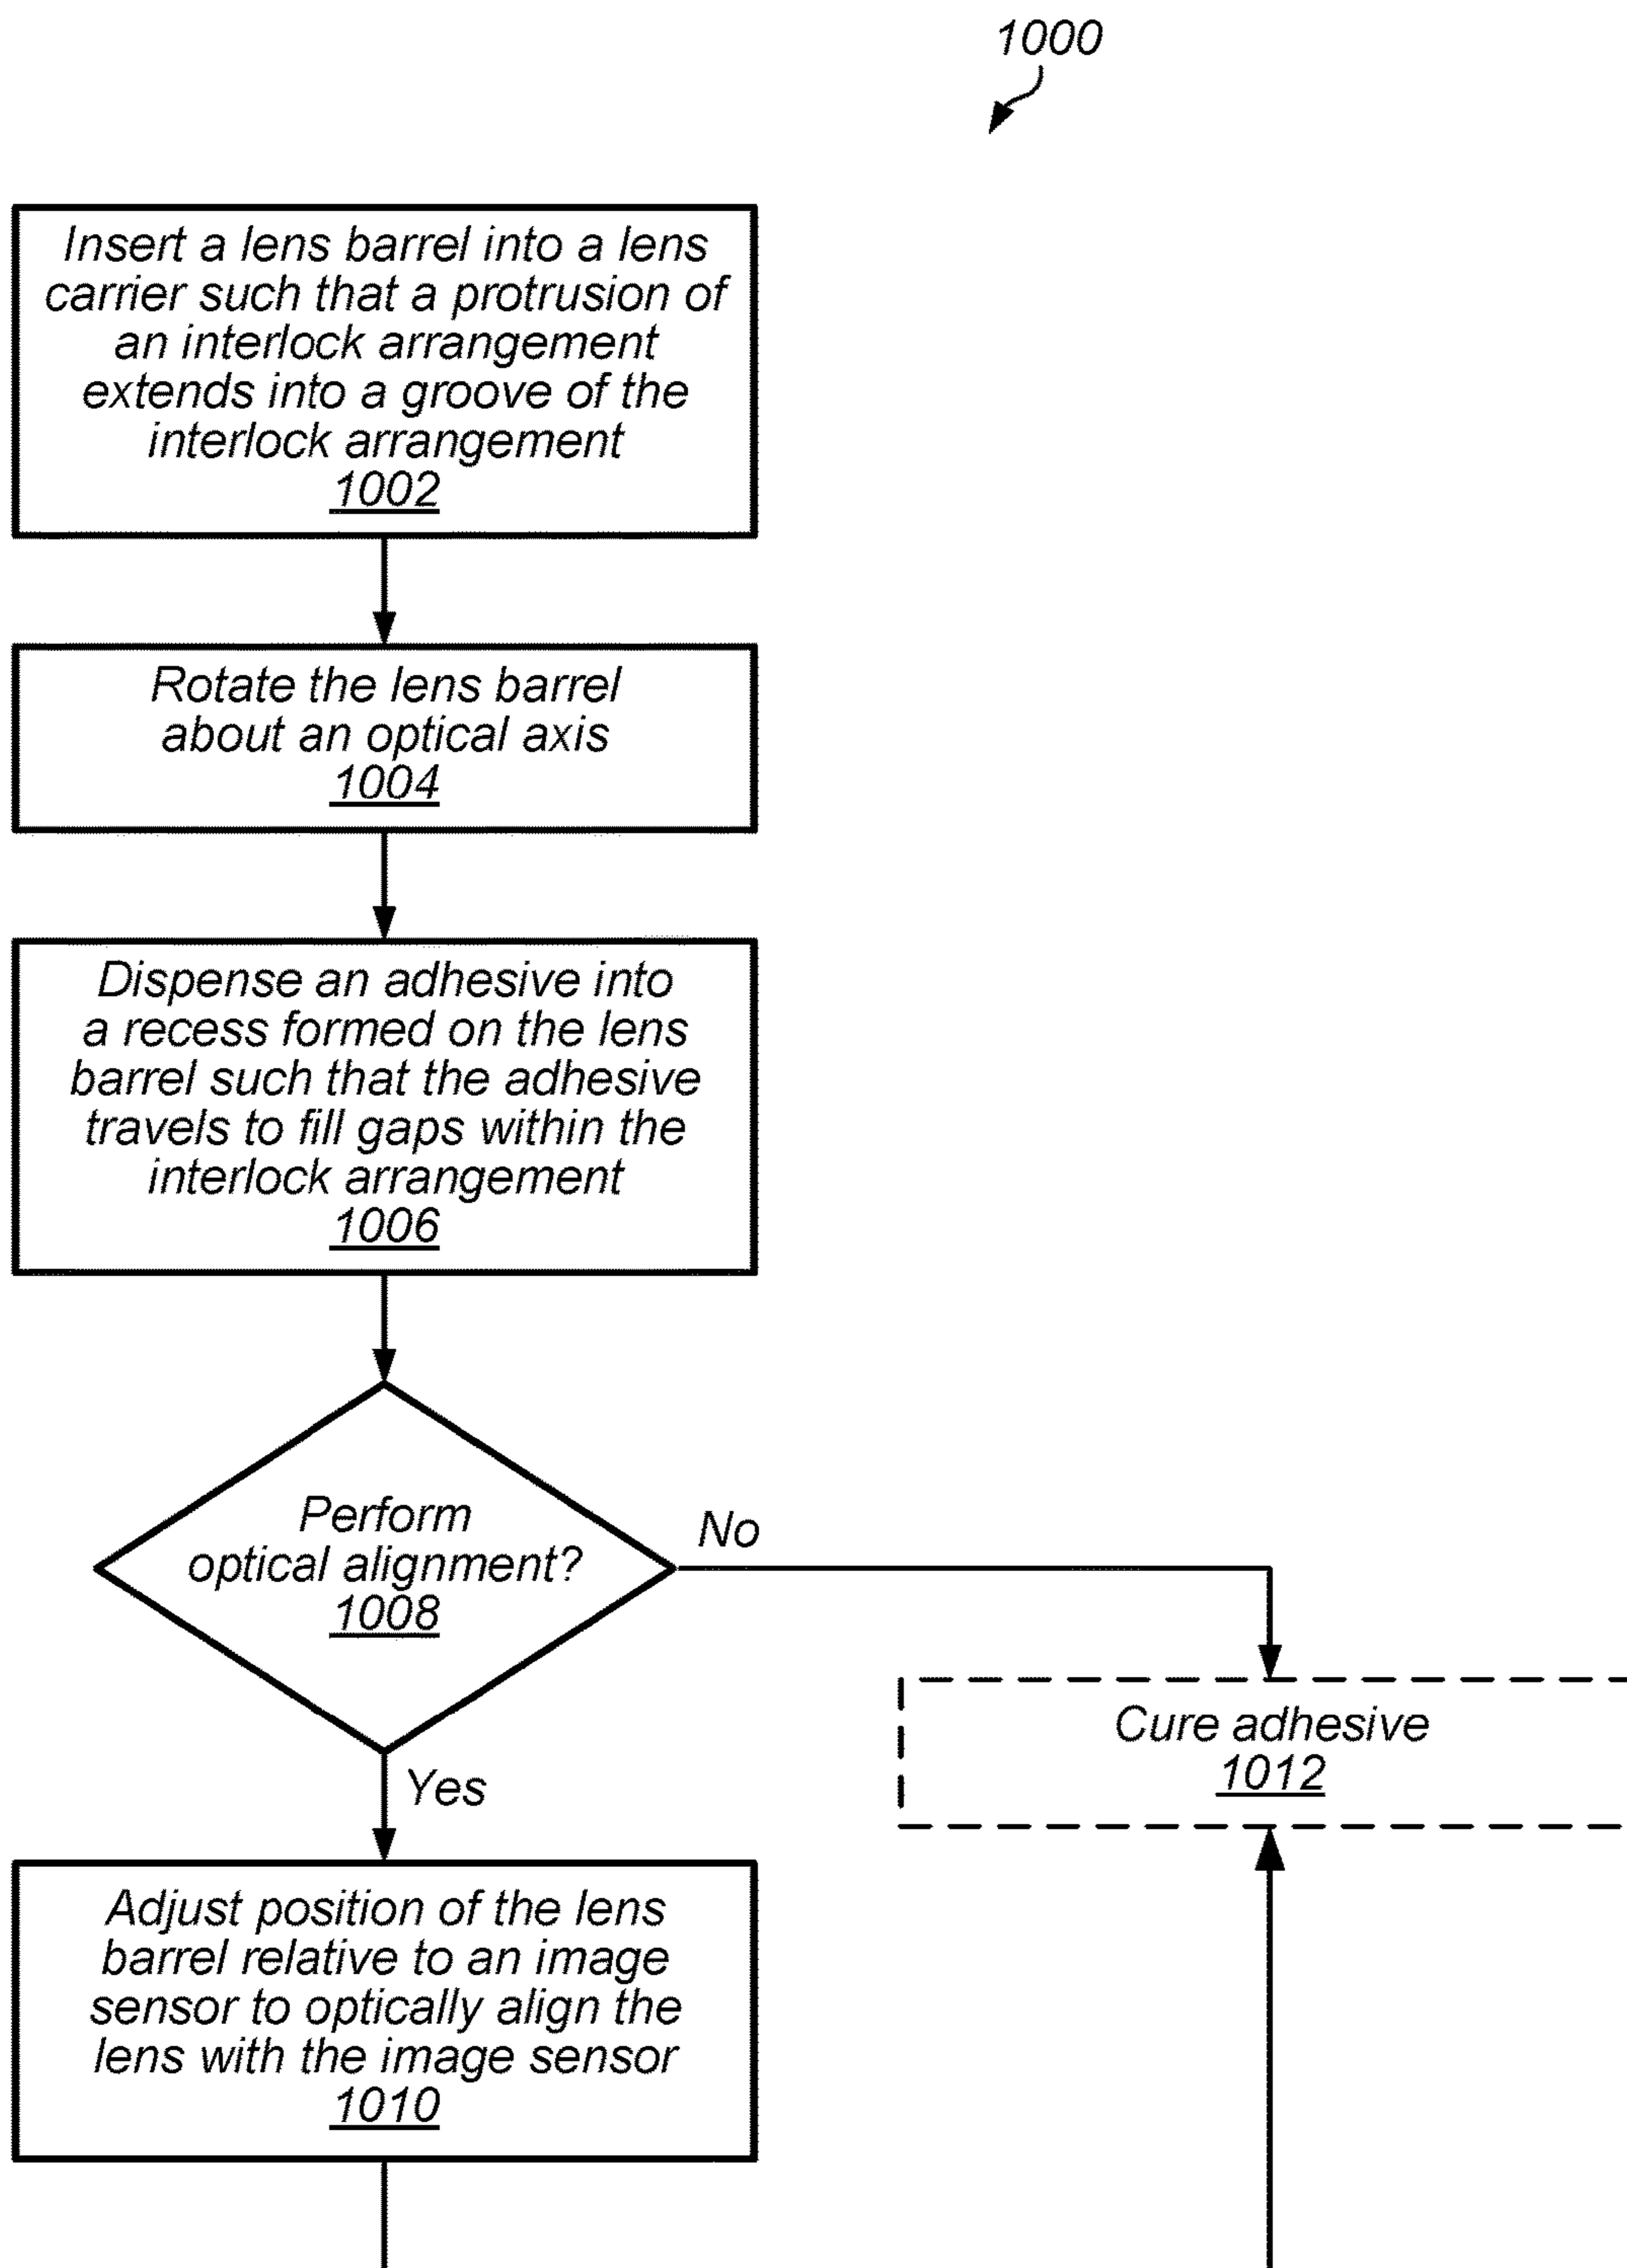 1000
Insert a lens barrel into a lens
carrier such that a protrusion of
an interlock arrangement
extends into a groove of the
interlock arrangement
1002
Rotate the lens barrel
about an optical axis
1004
Dispense an adhesive into
a recess formed on the lens
barrel such that the adhesive
travels to fill gaps within the
interlock arrangement
1006
Perform
optical alignment?
1008
No
Yes
Cure adhesive
1012
Adjust position of the lens
barrel relative to an image
sensor to optically align the
lens with the image sensor
1010